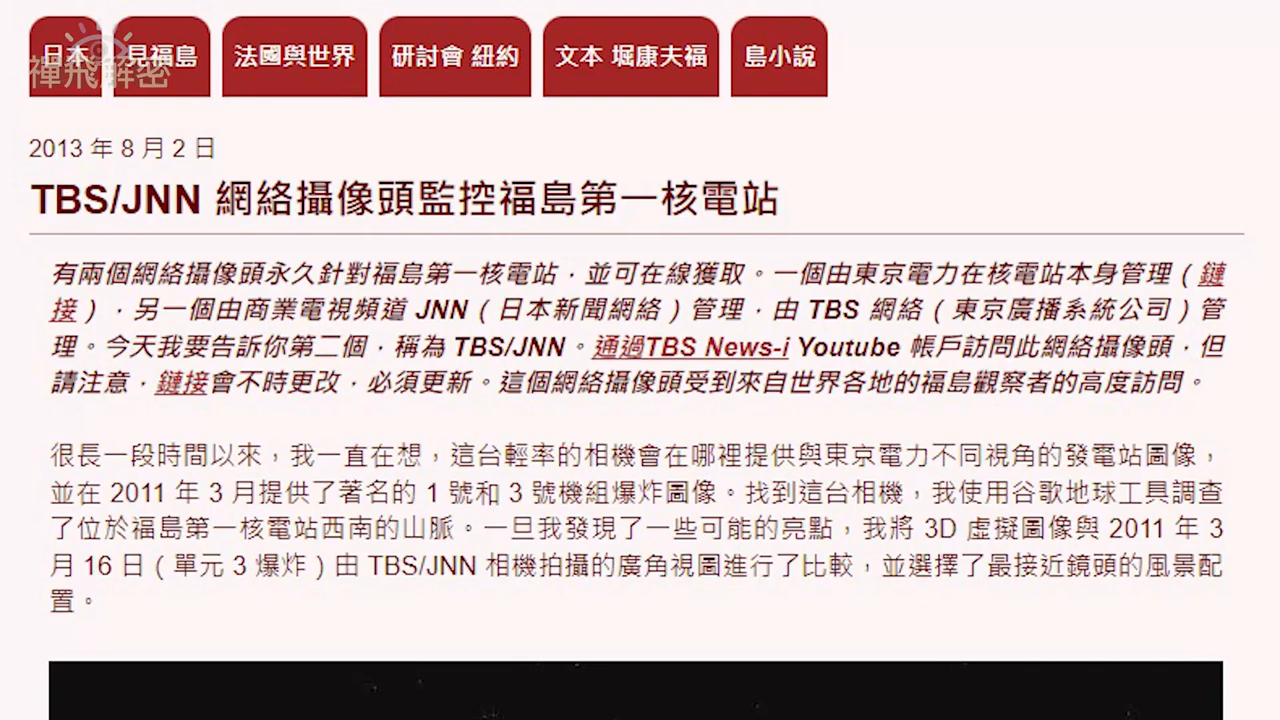 日本
見福島
法國與世界
研討會 紐約
文本 堀康夫福
島小說
禪飛解密
2013 年 8 月 2 日
TBS/JNN 網絡攝像頭監控福島第一核電站
有兩個網絡攝像頭永久針對福島第一核電站，並可在線獲取。一個由東京電力在核電站本身管理（鏈
接），另一個由商業電視頻道 JNN（日本新聞網絡）管理，由 TBS 網絡（東京廣播系統公司）管
理。今天我要告訴你第二個，稱為 TBS/JNN。通過TBS News-i Youtube 帳戶訪問此網絡攝像頭，但
請注意，鏈接會不時更改，必須更新。這個網絡攝像頭受到來自世界各地的福島觀察者的高度訪問。
很長一段時間以來，我一直在想，這台輕率的相機會在哪裡提供與東京電力不同視角的發電站圖像，
並在 2011 年 3 月提供了著名的 1 號和 3 號機組爆炸圖像。找到這台相機，我使用谷歌地球工具調查
了位於福島第一核電站西南的山脈。一旦我發現了一些可能的亮點，我將 3D 虛擬圖像與 2011 年 3
月 16 日（單元 3 爆炸）由 TBS/JNN 相機拍攝的廣角視圖進行了比較，並選擇了最接近鏡頭的風景配
置。